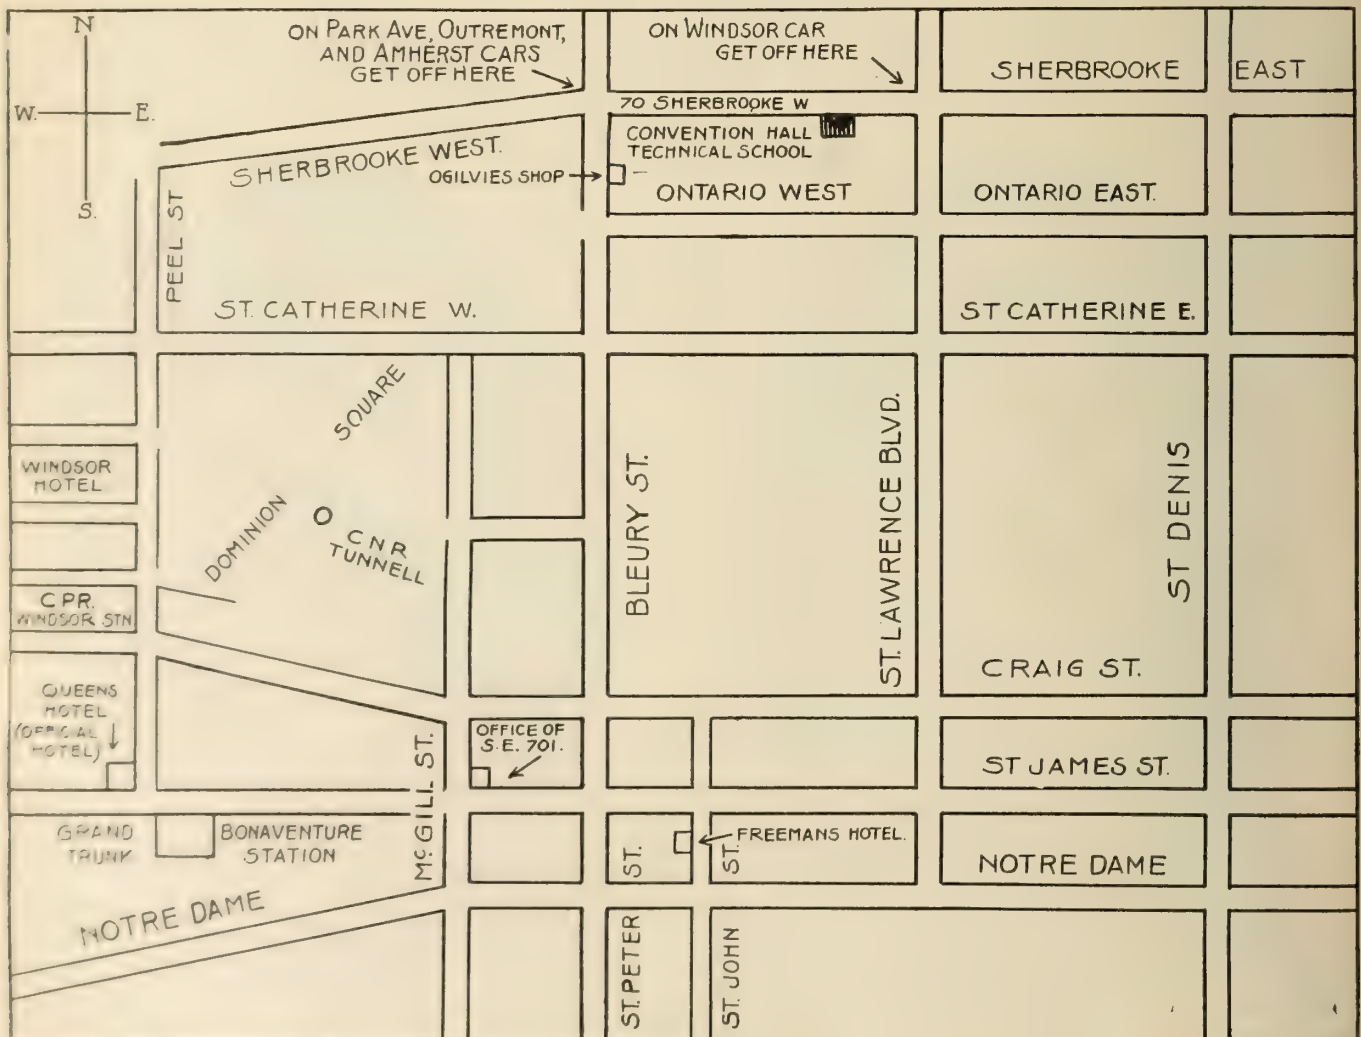 N
W.
E.
S.
ON PARK AVE, OUTREMONT,
AND AMHERST CARS
GET OFF HERE
ON WINDSOR CAR
GET OFF HERE
SHERBROOKE EAST
70 SHERBROOKE W
CONVENTION HALL
TECHNICAL SCHOOL
SHERBROOKE WEST.
OGILVIES SHOP
ONTARIO WEST
ONTARIO EAST.
PEEL ST
ST. CATHERINE W.
ST CATHERINE E.
DOMINION SQUARE
WINDSOR
HOTEL
C N R
TUNNELL
BLEURY ST.
ST. LAWRENCE BLVD.
ST DENIS
C PR.
WINDSOR STN
CRAIG ST.
QUEENS
HOTEL
(OFFICIAL
HOTEL)
McGILL ST.
OFFICE OF
S.E. 701.
ST JAMES ST.
GRAND
TRUNK
BONAVENTURE
STATION
FREEMANS HOTEL.
NOTRE DAME
NOTRE DAME
ST. PETER ST.
ST. JOHN ST.